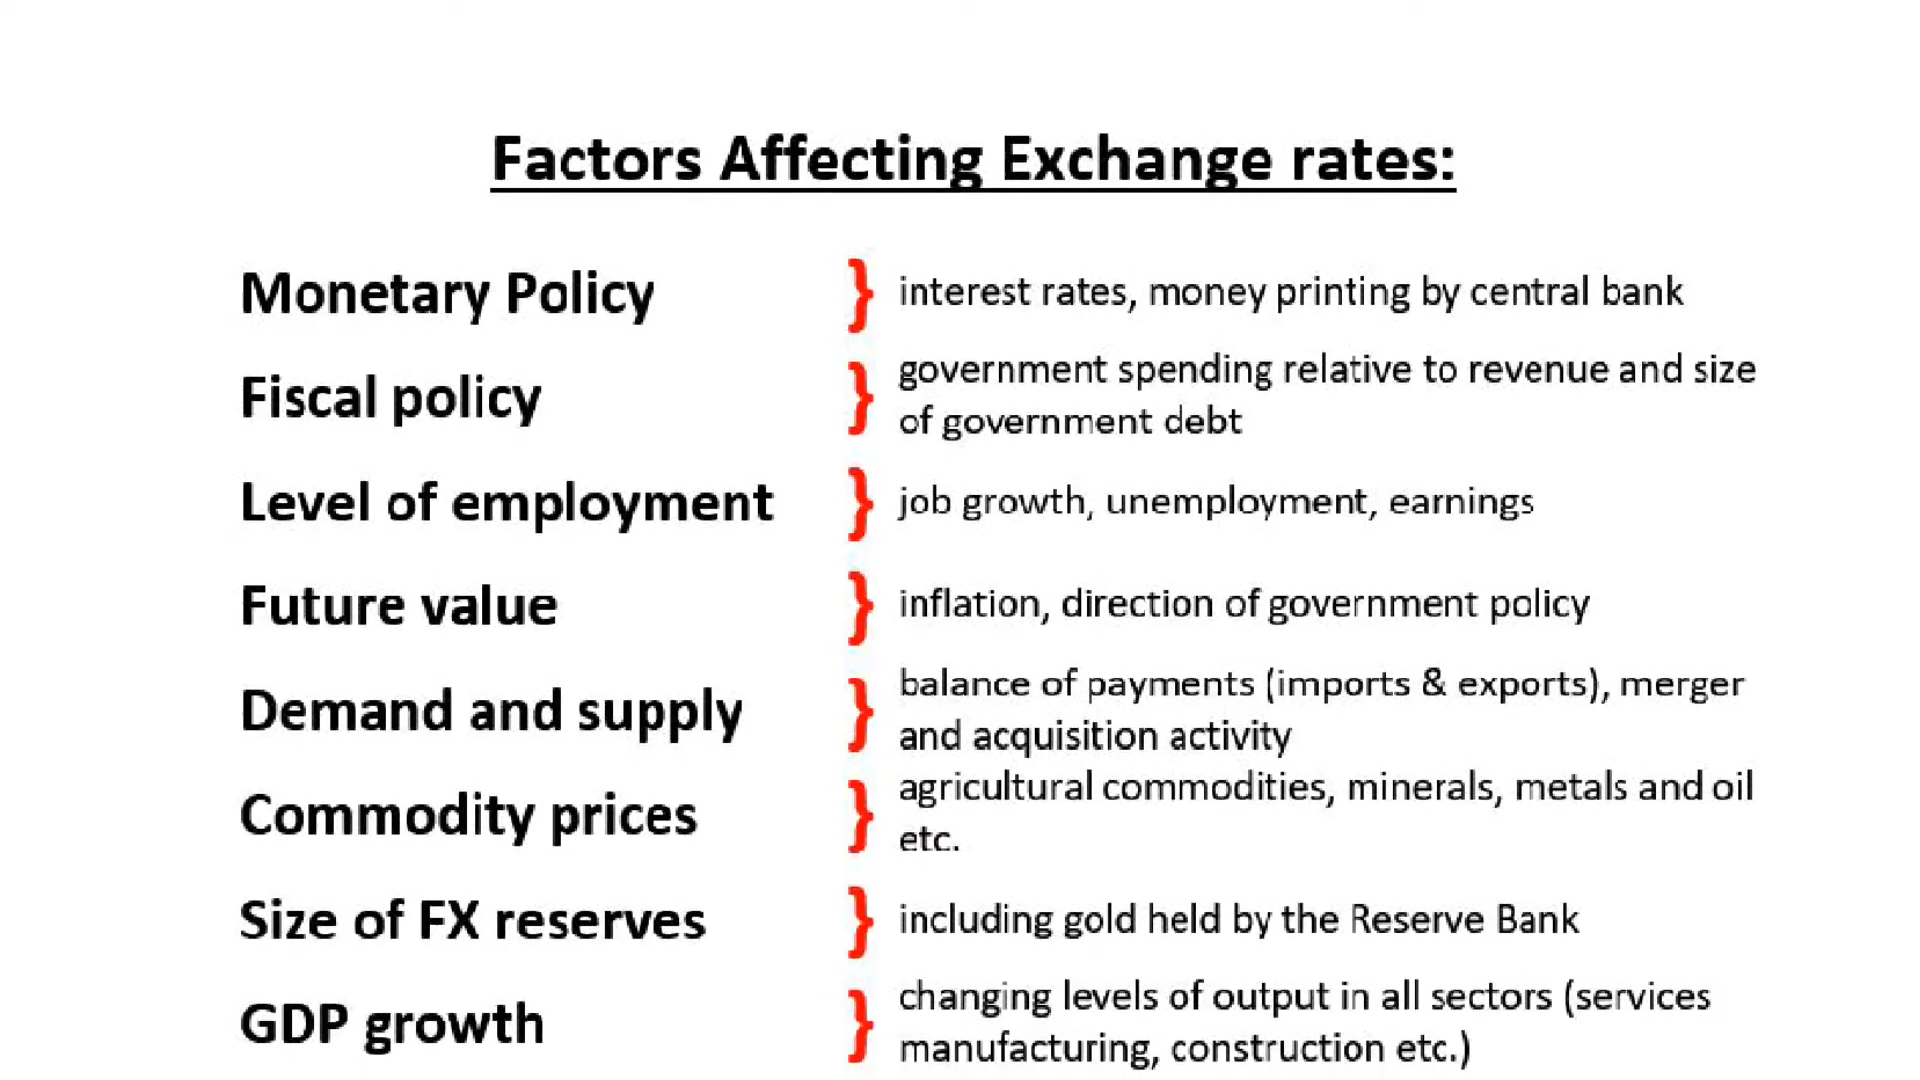 Factors Affecting Exchange rates:
Monetary Policy } interest rates, money printing by central bank
Fiscal policy } government spending relative to revenue and size
of government debt
Level of employment } job growth, unemployment, earnings
Future value } inflation, direction of government policy
Demand and supply } balance of payments (imports & exports), merger
and acquisition activity
Commodity prices } agricultural commodities, minerals, metals and oil
etc.
Size of FX reserves } including gold held by the Reserve Bank
GDP growth } changing levels of output in all sectors (services
manufacturing, construction etc.)